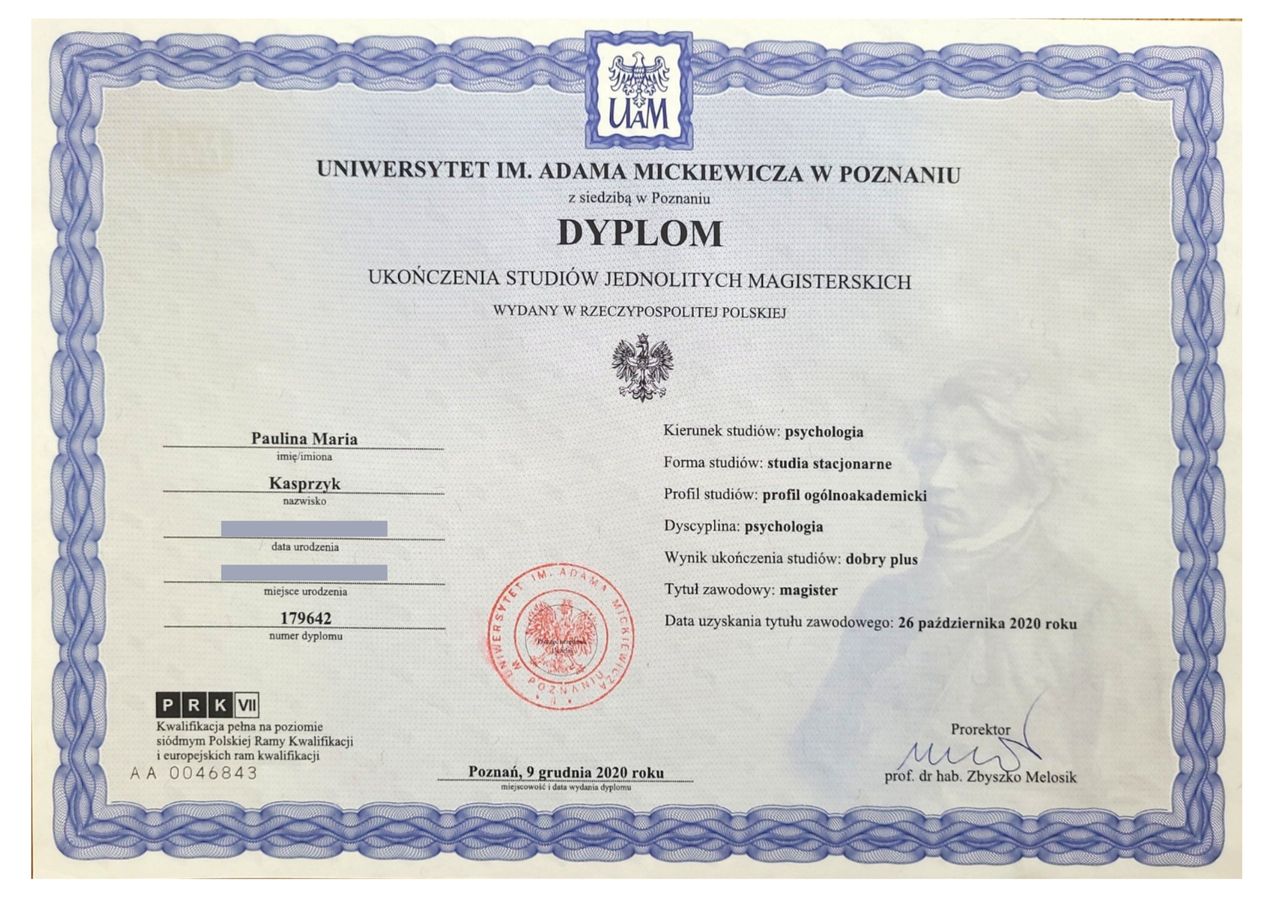 UAM
UNIWERSYTET IM. ADAMA MICKIEWICZA W POZNANIU
z siedzibą w Poznaniu
DYPLOM
UKOŃCZENIA STUDIÓW JEDNOLITYCH MAGISTERSKICH
WYDANY W RZECZYPOSPOLITEJ POLSKIEJ
Paulina Maria
imię/imiona
Kasprzyk
nazwisko
data urodzenia
miejsce urodzenia
179642
numer dyplomu
Kierunek studiów: psychologia
Forma studiów: studia stacjonarne
Profil studiów: profil ogólnoakademicki
Dyscyplina: psychologia
Wynik ukończenia studiów: dobry plus
Tytuł zawodowy: magister
Data uzyskania tytułu zawodowego: 26 października 2020 roku
UNIWERSYTET IM. ADAMA MICKIEWICZA
W POZNANIU
PRK VII
Kwalifikacja pełna na poziomie
siódmym Polskiej Ramy Kwalifikacji
i europejskich ram kwalifikacji
AA 0046843
Poznań, 9 grudnia 2020 roku
miejscowość i data wydania dyplomu
Prorektor
prof. dr hab. Zbyszko Melosik